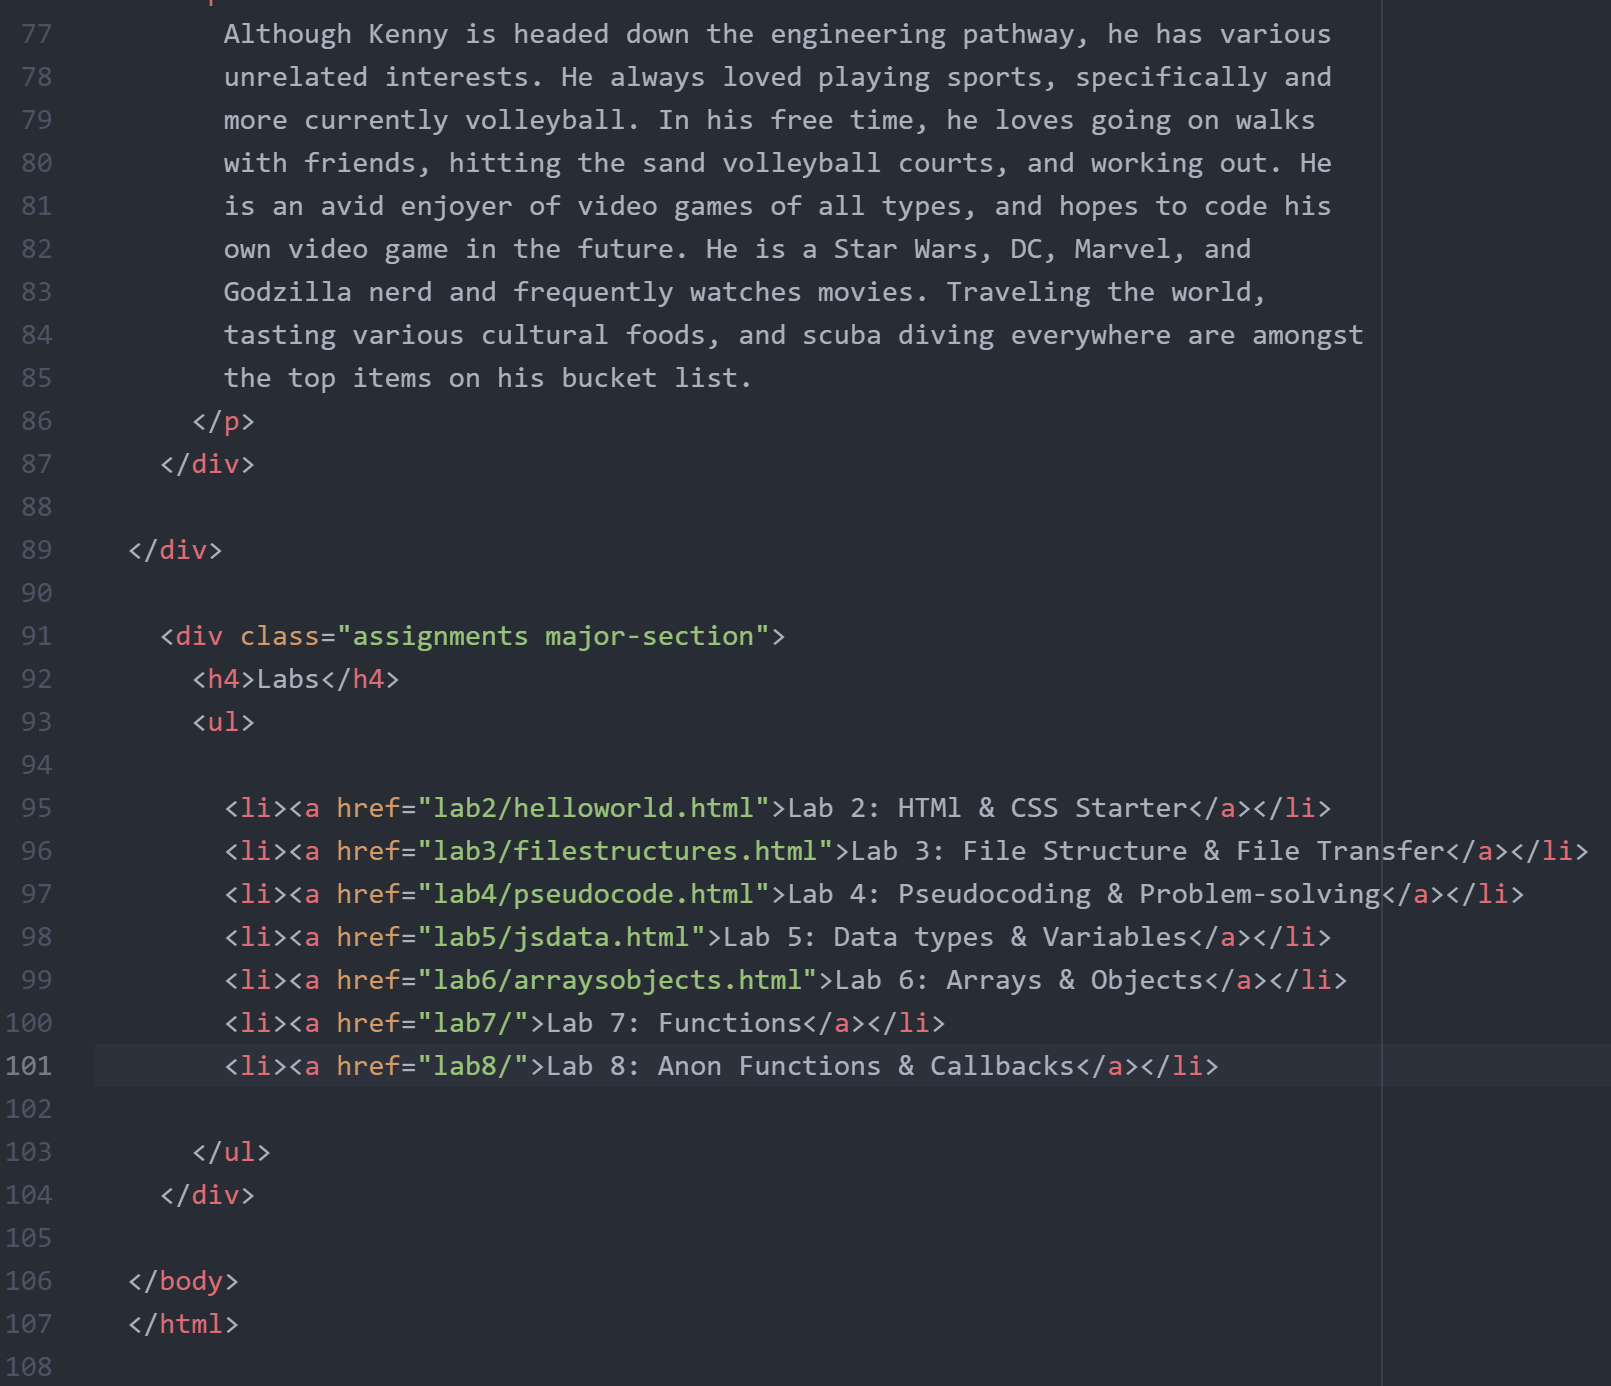 77 Although Kenny is headed down the engineering pathway, he has various
78 unrelated interests. He always loved playing sports, specifically and
79 more currently volleyball. In his free time, he loves going on walks
80 with friends, hitting the sand volleyball courts, and working out. He
81 is an avid enjoyer of video games of all types, and hopes to code his
82 own video game in the future. He is a Star Wars, DC, Marvel, and
83 Godzilla nerd and frequently watches movies. Traveling the world,
84 tasting various cultural foods, and scuba diving everywhere are amongst
85 the top items on his bucket list.
86 </p>
87 </div>
88
89 </div>
90
91 <div class="assignments major-section">
92 <h4>Labs</h4>
93 <ul>
94
95 <li><a href="lab2/helloworld.html">Lab 2: HTMl & CSS Starter</a></li>
96 <li><a href="lab3/filestructures.html">Lab 3: File Structure & File Transfer</a></li>
97 <li><a href="lab4/pseudocode.html">Lab 4: Pseudocoding & Problem-solving</a></li>
98 <li><a href="lab5/jsdata.html">Lab 5: Data types & Variables</a></li>
99 <li><a href="lab6/arraysobjects.html">Lab 6: Arrays & Objects</a></li>
100 <li><a href="lab7/">Lab 7: Functions</a></li>
101 <li><a href="lab8/">Lab 8: Anon Functions & Callbacks</a></li>
102
103 </ul>
104 </div>
105
106 </body>
107 </html>
108